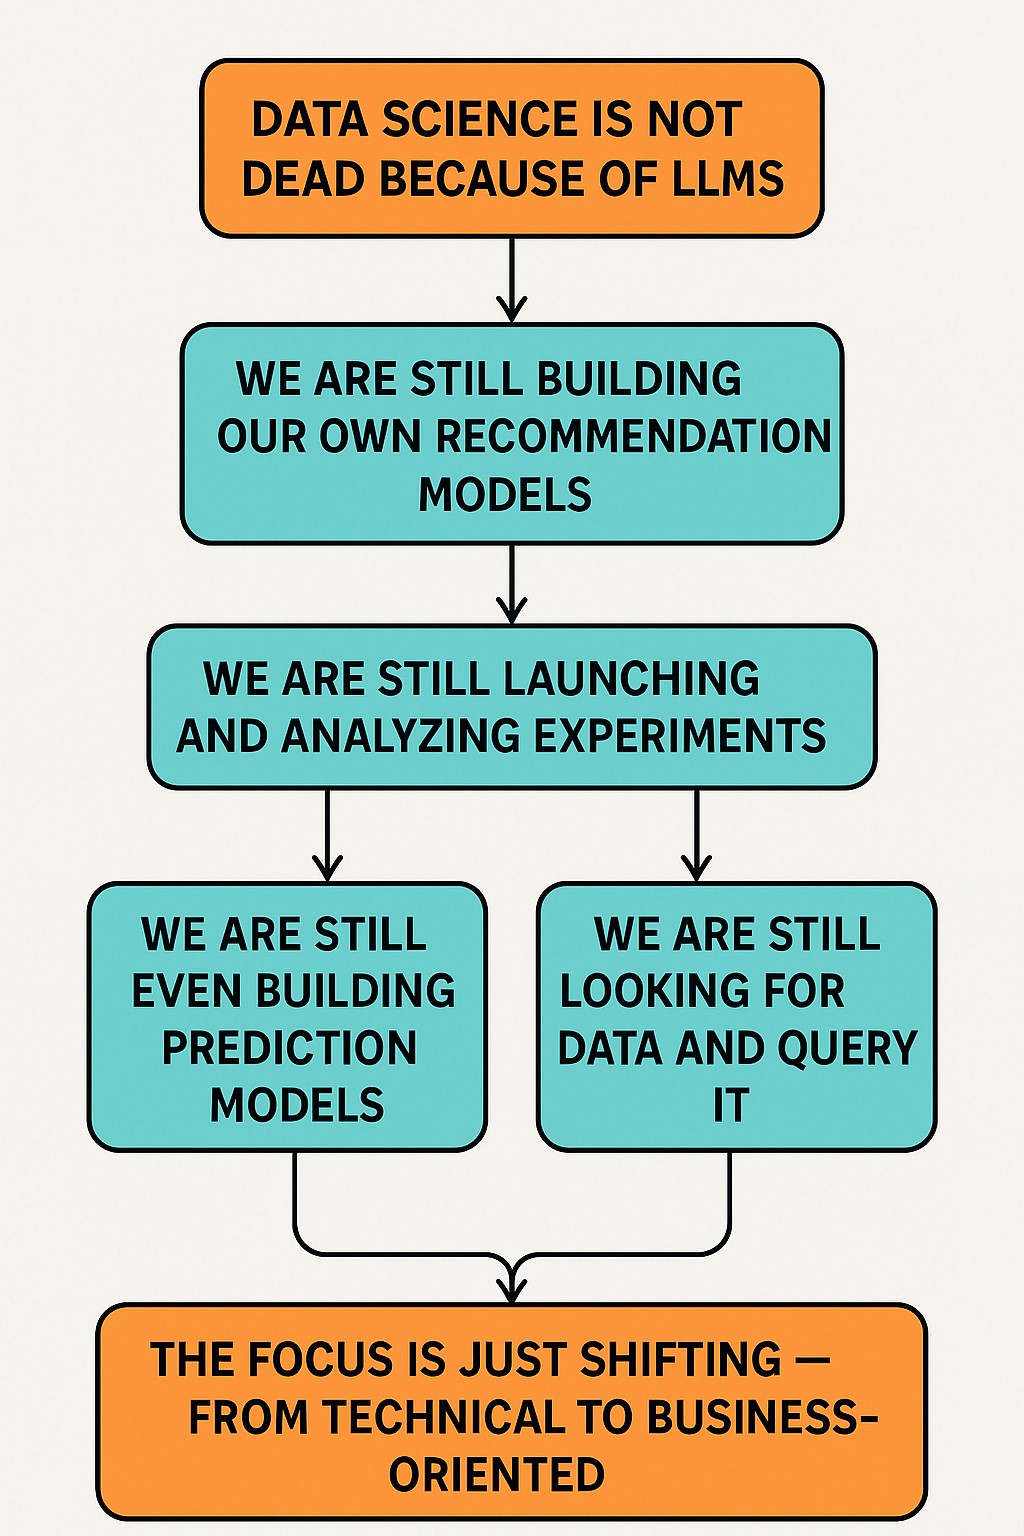 DATA SCIENCE IS NOT
DEAD BECAUSE OF LLMS
WE ARE STILL BUILDING
OUR OWN RECOMMENDATION
MODELS
WE ARE STILL LAUNCHING
AND ANALYZING EXPERIMENTS
WE ARE STILL
EVEN BUILDING
PREDICTION
MODELS
WE ARE STILL
LOOKING FOR
DATA AND QUERY
IT
THE FOCUS IS JUST SHIFTING —
FROM TECHNICAL TO BUSINESS-
ORIENTED